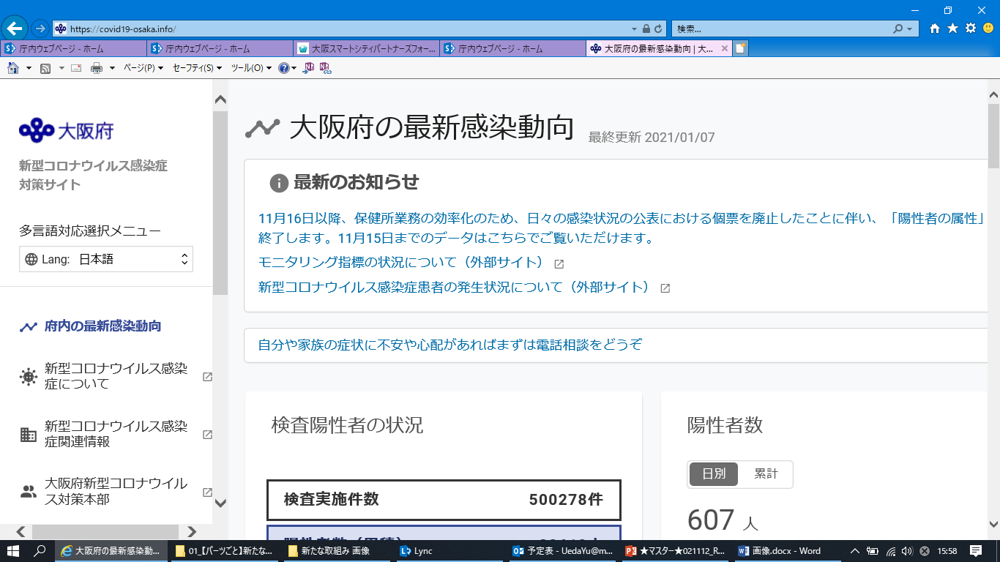 https://covid19-osaka.info/
検索...
庁内ウェブページ - ホーム
庁内ウェブページ - ホーム
大阪スマートシティパートナーズフォー...
庁内ウェブページ - ホーム
大阪府の最新感染動向 | 大...
ページ(P)
セーフティ(S)
ツール(O)
大阪府
新型コロナウイルス感染症
対策サイト
多言語対応選択メニュー
Lang: 日本語
府内の最新感染動向
新型コロナウイルス感染
症について
新型コロナウイルス感染
症関連情報
大阪府新型コロナウイル
ス対策本部
大阪府の最新感染動向
最終更新 2021/01/07
最新のお知らせ
11月16日以降、保健所業務の効率化のため、日々の感染状況の公表における個票を廃止したことに伴い、「陽性者の属性」
終了します。11月15日までのデータはこちらでご覧いただけます。
モニタリング指標の状況について（外部サイト）
新型コロナウイルス感染症患者の発生状況について（外部サイト）
自分や家族の症状に不安や心配があればまずは電話相談をどうぞ
検査陽性者の状況
検査実施件数 500278件
陽性者数
日別 累計
607 人
大阪府の最新感染動...
01_【パーツごと】新たな...
新たな取組み 画像
Lync
予定表 - UedaYu@m...
★マスター★021112_R...
画像.docx - Word
15:58